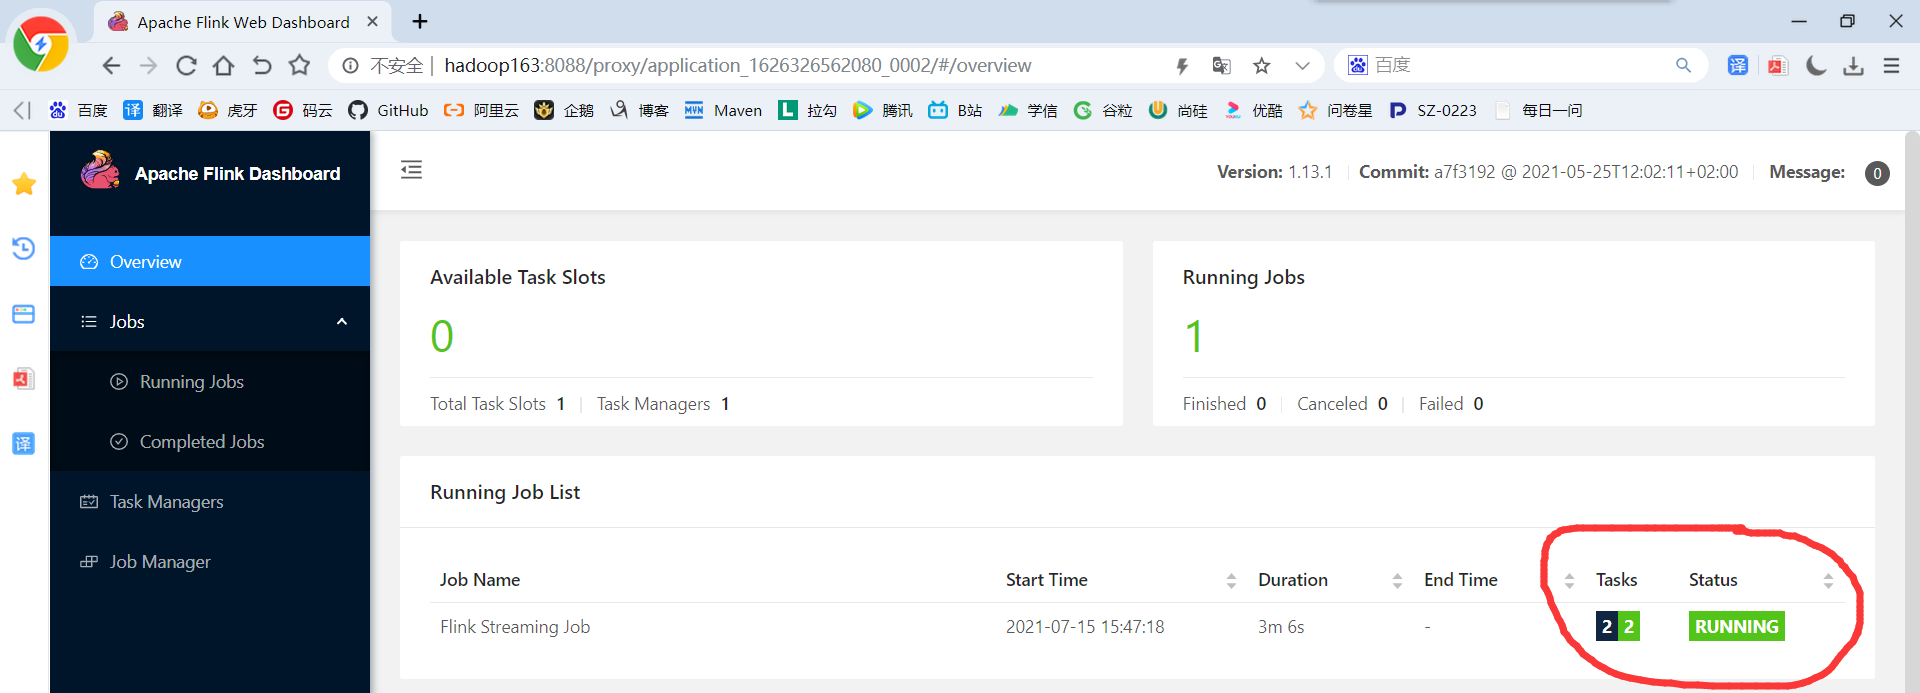 Apache Flink Web Dashboard
不安全 | hadoop163:8088/proxy/application_1626326562080_0002/#/overview
百度
译
百度 译 翻译 虎牙 G 码云 GitHub 阿里云 企鹅 博客 MVN Maven L 拉勾 腾讯 B站 学信 谷粒 尚硅 优酷 问卷星 P SZ-0223 每日一问
Apache Flink Dashboard
Version: 1.13.1 Commit: a7f3192 @ 2021-05-25T12:02:11+02:00 Message: 0
Overview
Jobs
Running Jobs
Completed Jobs
Task Managers
Job Manager
译
Available Task Slots
0
Total Task Slots 1 Task Managers 1
Running Jobs
1
Finished 0 Canceled 0 Failed 0
Running Job List
Job Name Start Time Duration End Time Tasks Status
Flink Streaming Job 2021-07-15 15:47:18 3m 6s - 2 2 RUNNING